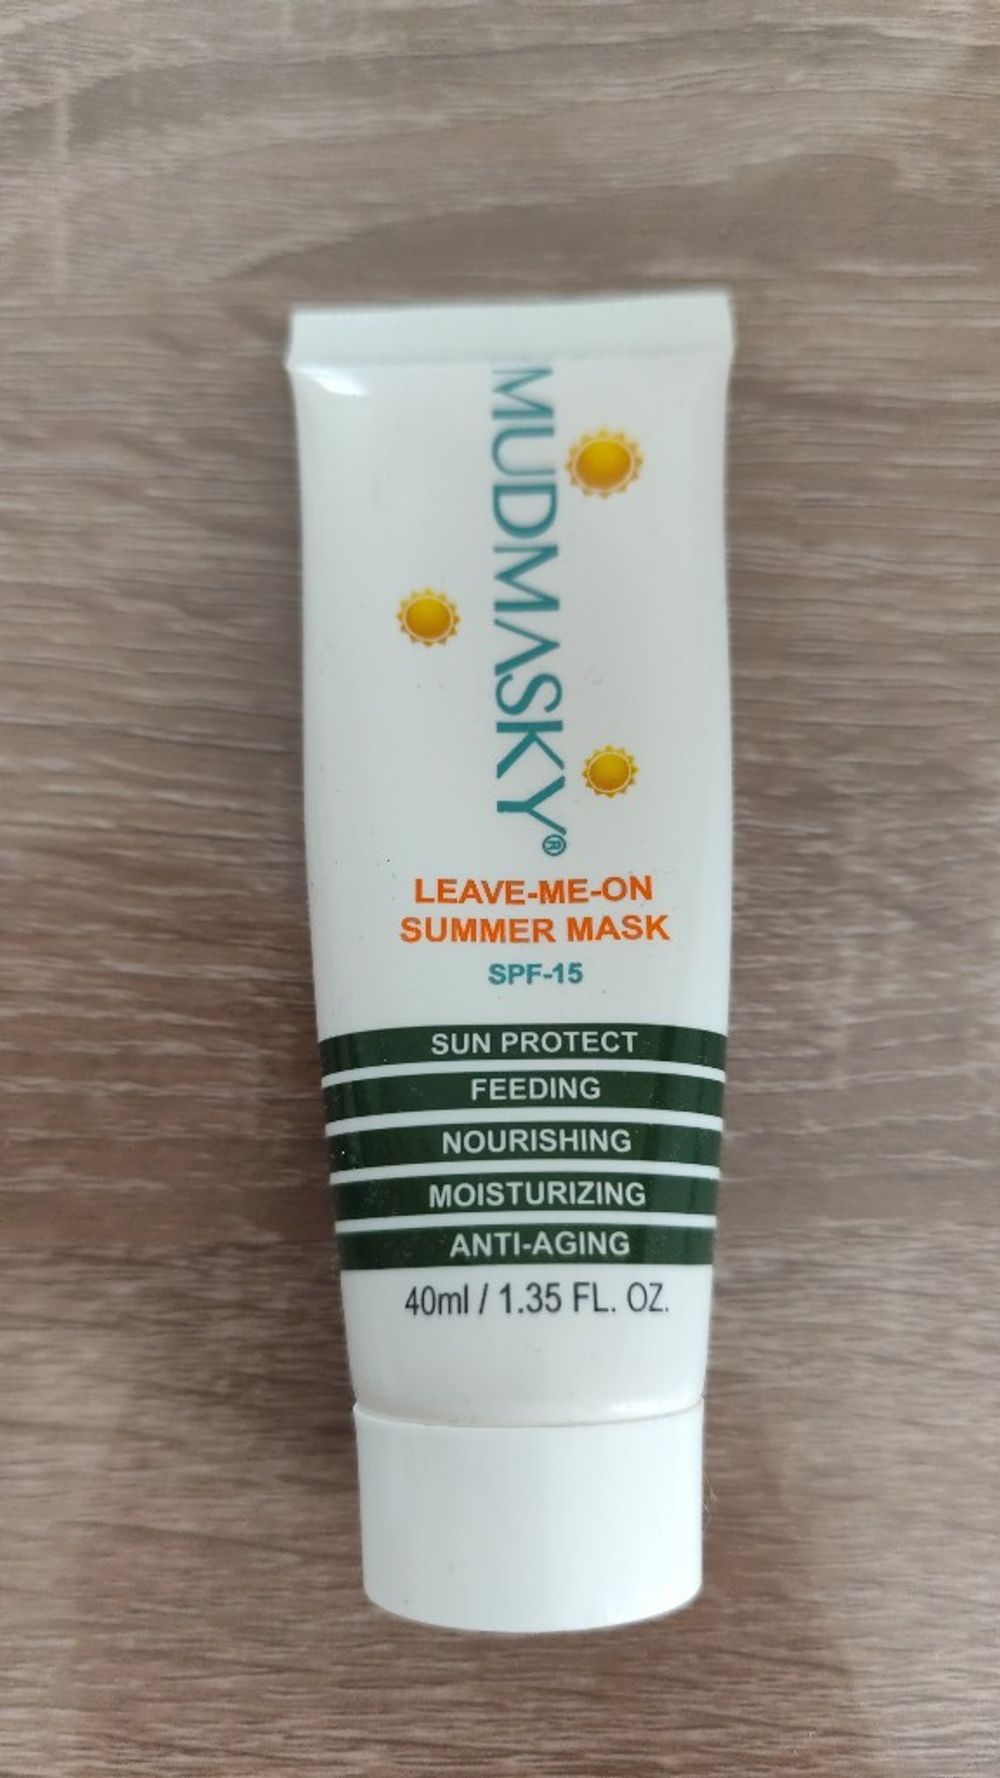 MUDMASKY®
LEAVE-ME-ON
SUMMER MASK
SPF-15
SUN PROTECT
FEEDING
NOURISHING
MOISTURIZING
ANTI-AGING
40ml / 1.35 FL. OZ.